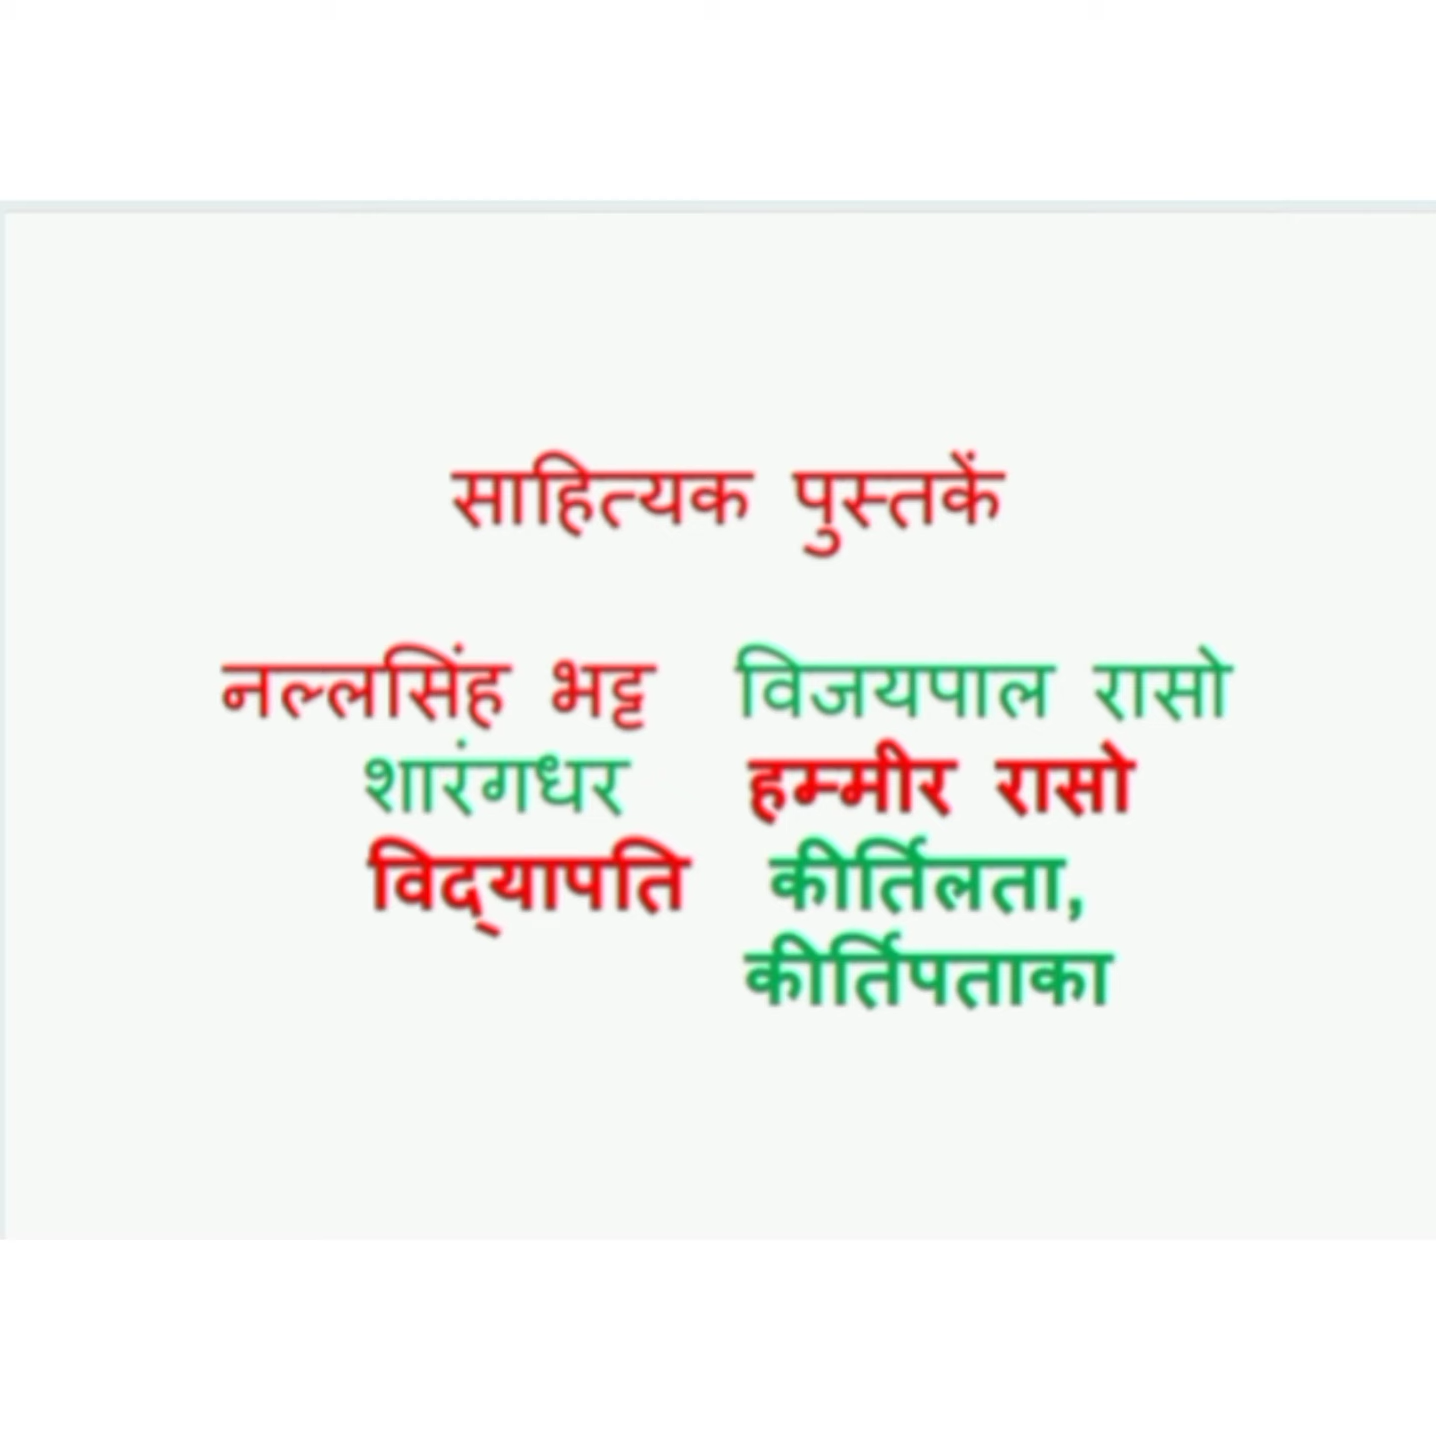 साहित्यक पुस्तकें
नल्लसिंह भट्ट विजयपाल रासो
शारंगधर हम्मीर रासो
विद्‌यापति कीर्तिलता,
कीर्तिपताका